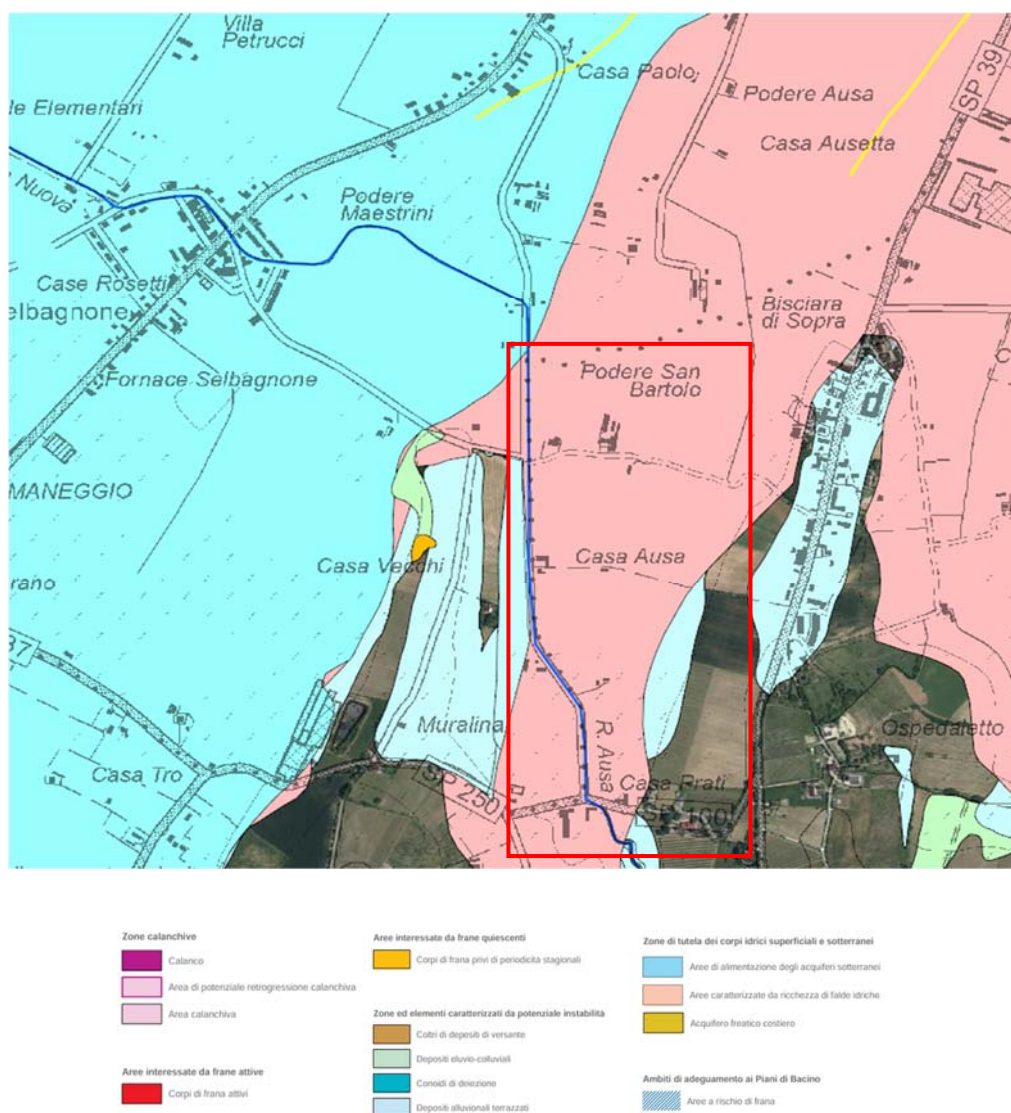 Villa
Petrucci
Casa Paolo
SP 39
le Elementari
Podere Ausa
Casa Ausetta
Nuova
Podere
Maestrini
Case Rosetti
elbagnone
Bisciara
di Sopra
Fornace Selbagnone
Podere San
Bartolo
MANEGGIO
Casa Vecchi
Casa Ausa
rano
37
Muralina
R. Ausa
Ospedaletto
Casa Tro
SP 250
Casa Prati
SP 100
Zone calanchive
Calanco
Area di potenziale retrogressione calanchiva
Area calanchiva
Aree interessate da frane attive
Corpi di frana attivi
Aree interessate da frane quiescenti
Corpi di frana privi di periodicità stagionali
Zone ed elementi caratterizzati da potenziale instabilità
Coltri di depositi di versante
Depositi eluvio-colluviali
Conoidi di deiezione
Depositi alluvionali terrazzati
Zone di tutela dei corpi idrici superficiali e sotterranei
Aree di alimentazione degli acquiferi sotterranei
Aree caratterizzate da ricchezza di falde idriche
Acquifero freatico costiero
Ambiti di adeguamento ai Piani di Bacino
Aree a rischio di frana